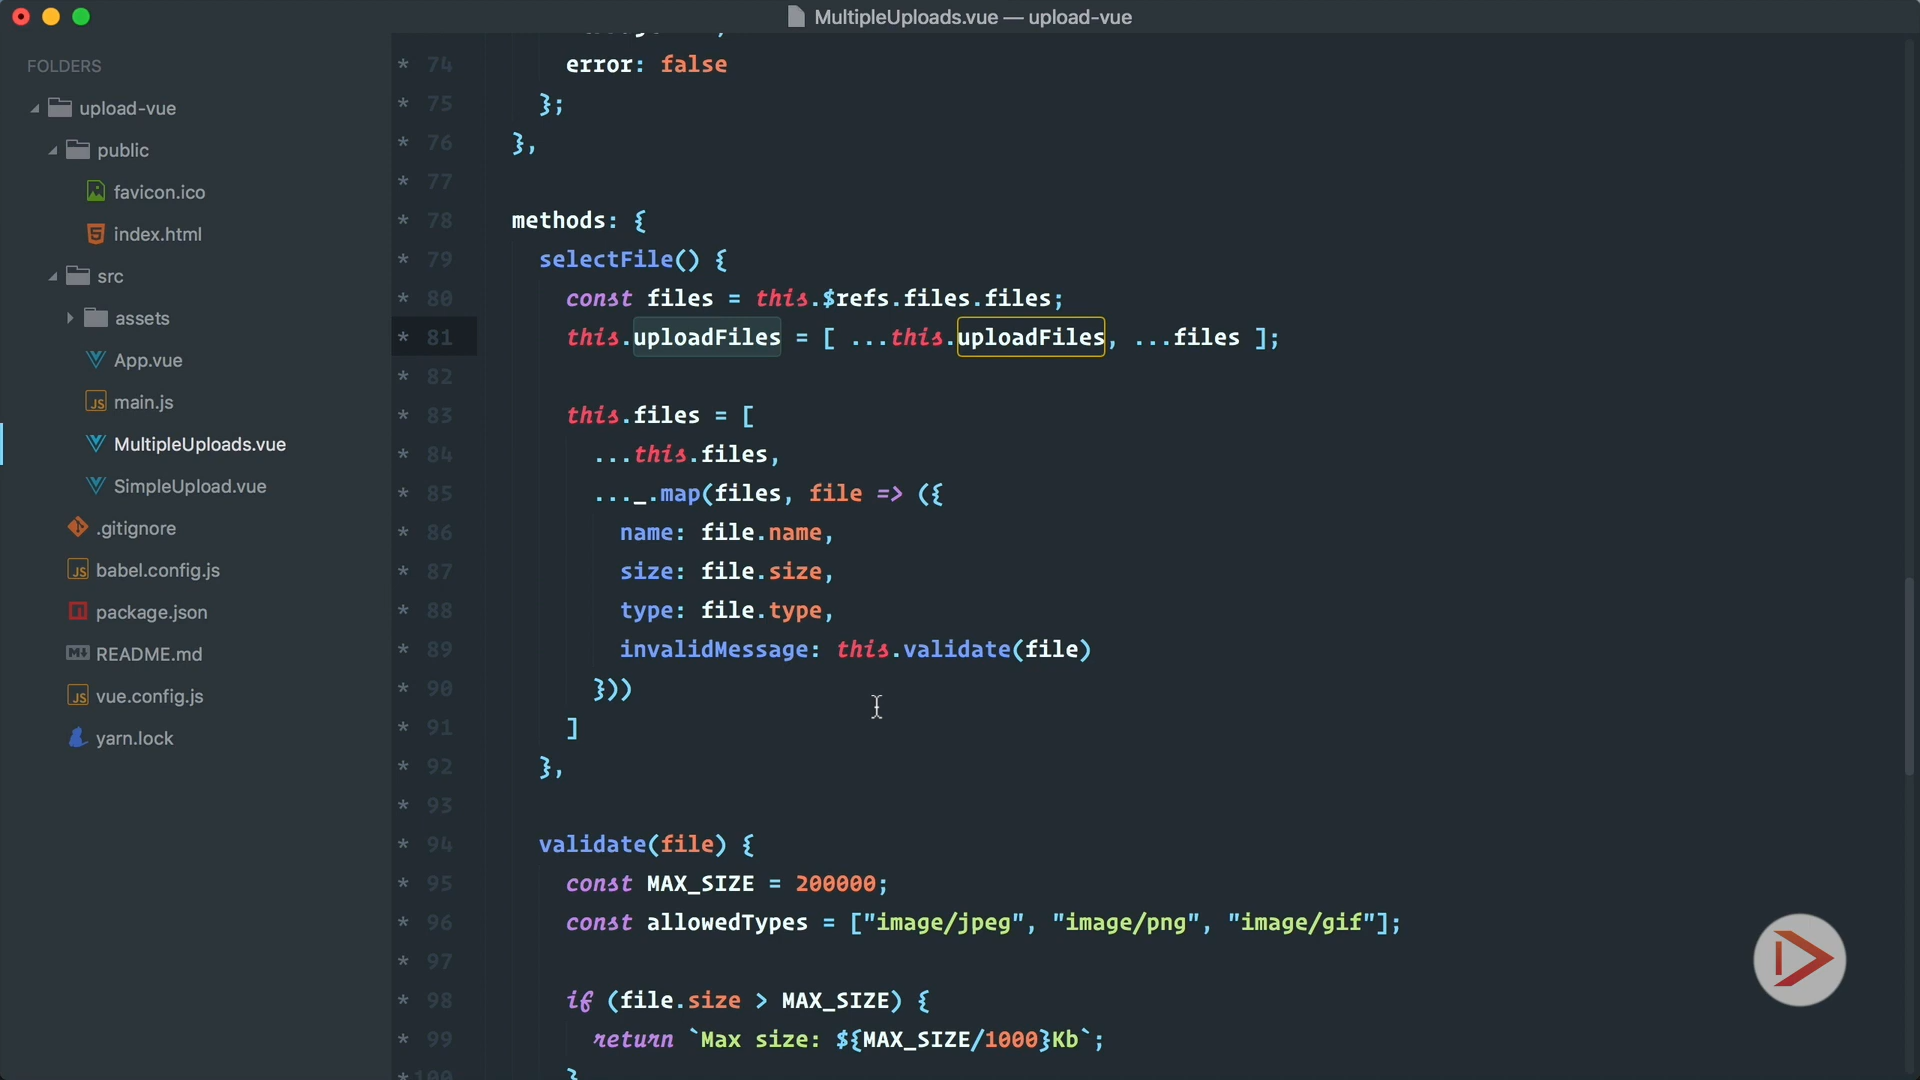 MultipleUploads.vue — upload-vue
FOLDERS
upload-vue
public
favicon.ico
index.html
src
assets
App.vue
main.js
MultipleUploads.vue
SimpleUpload.vue
.gitignore
babel.config.js
package.json
README.md
vue.config.js
yarn.lock
* 74 error: false
* 75 };
* 76 },
* 77
* 78 methods: {
* 79 selectFile() {
* 80 const files = this.$refs.files.files;
* 81 this.uploadFiles = [ ...this.uploadFiles, ...files ];
* 82
* 83 this.files = [
* 84 ...this.files,
* 85 ..._.map(files, file => ({
* 86 name: file.name,
* 87 size: file.size,
* 88 type: file.type,
* 89 invalidMessage: this.validate(file)
* 90 }))
* 91 ]
* 92 },
* 93
* 94 validate(file) {
* 95 const MAX_SIZE = 200000;
* 96 const allowedTypes = ["image/jpeg", "image/png", "image/gif"];
* 97
* 98 if (file.size > MAX_SIZE) {
* 99 return `Max size: ${MAX_SIZE/1000}Kb`;
* 100 }